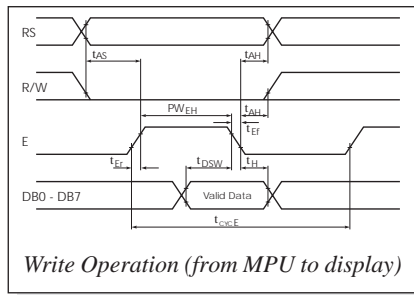 RS
tAS
tAH
R/W
PWEH
tAH
tEf
E
tEr
tDSW
tH
DB0 - DB7
Valid Data
tCYCE
Write Operation (from MPU to display)